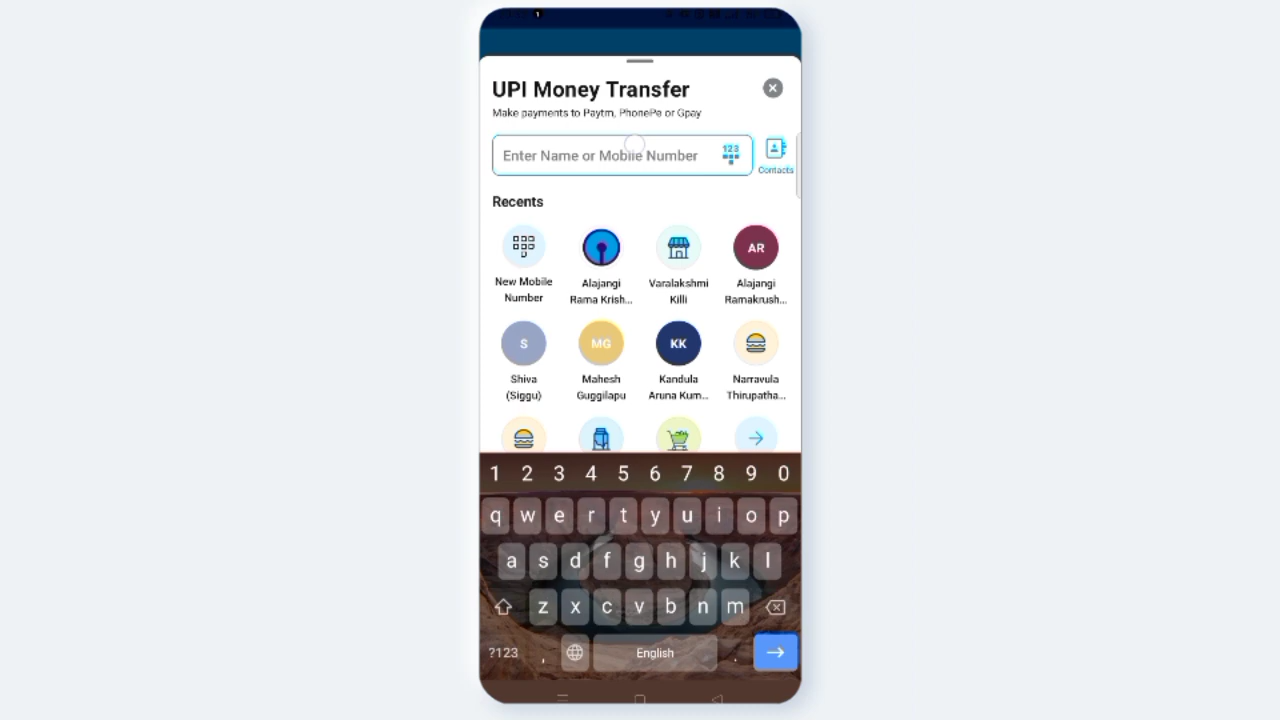 1
UPI Money Transfer
Make payments to Paytm, PhonePe or Gpay
Enter Name or Mobile Number
123
Contacts
Recents
AR
New Mobile Number
Alajangi Rama Krish...
Varalakshmi Killi
Alajangi Ramakrush...
S
MG
KK
Shiva (Siggu)
Mahesh Guggilapu
Kandula Aruna Kum...
Narravula Thirupatha...
1 2 3 4 5 6 7 8 9 0
q w e r t y u i o p
a s d f g h j k l
z x c v b n m
?123 , English .